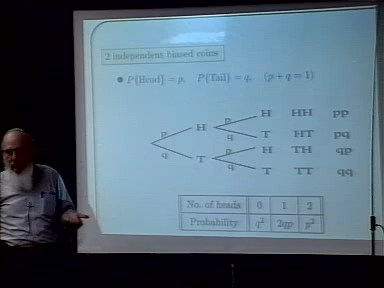 2 independent biased coins
● P{Head} = p, P{Tail} = q, (p + q = 1)
p H HH pp
p H
q T HT pq
p H TH qp
q T
q T TT qq
No. of heads 0 1 2
Probability q² 2qp p²